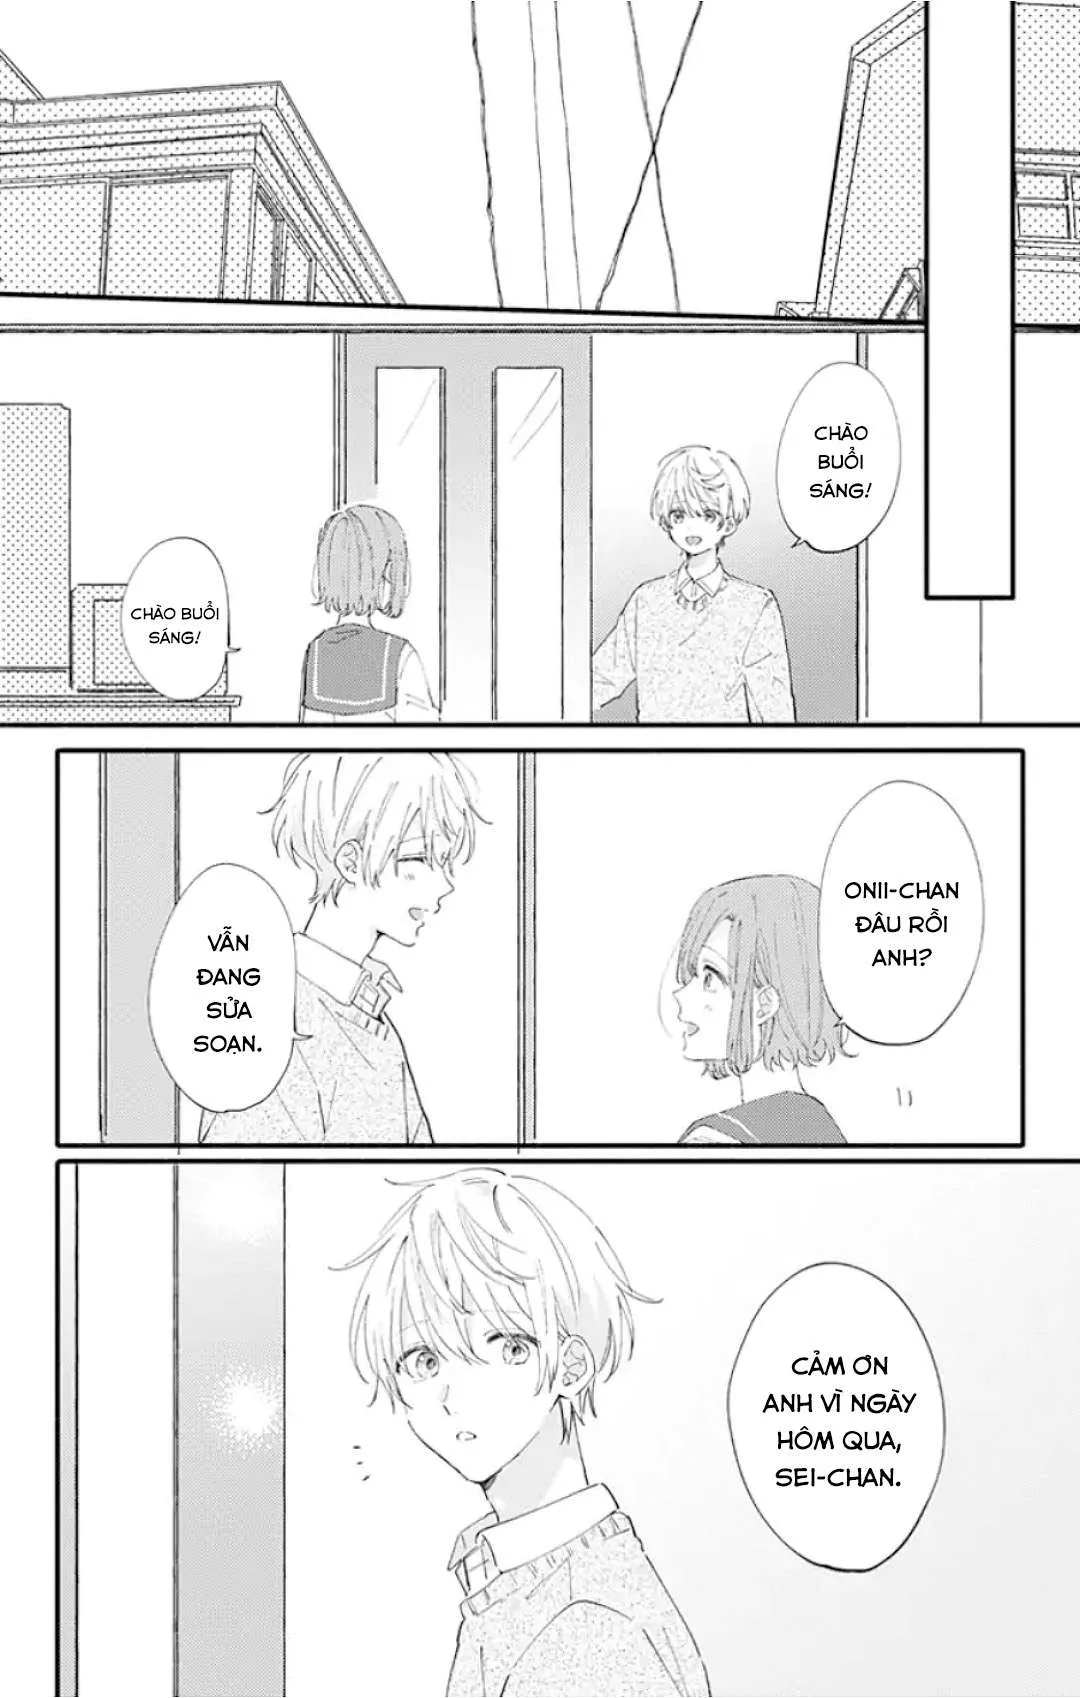 CHÀO
BUỔI
SÁNG!
CHÀO BUỔI
SÁNG!
ONII-CHAN
ĐÂU RỒI
ANH?
VẪN
ĐANG
SỬA
SOẠN.
CẢM ƠN
ANH VÌ NGÀY
HÔM QUA,
SEI-CHAN.